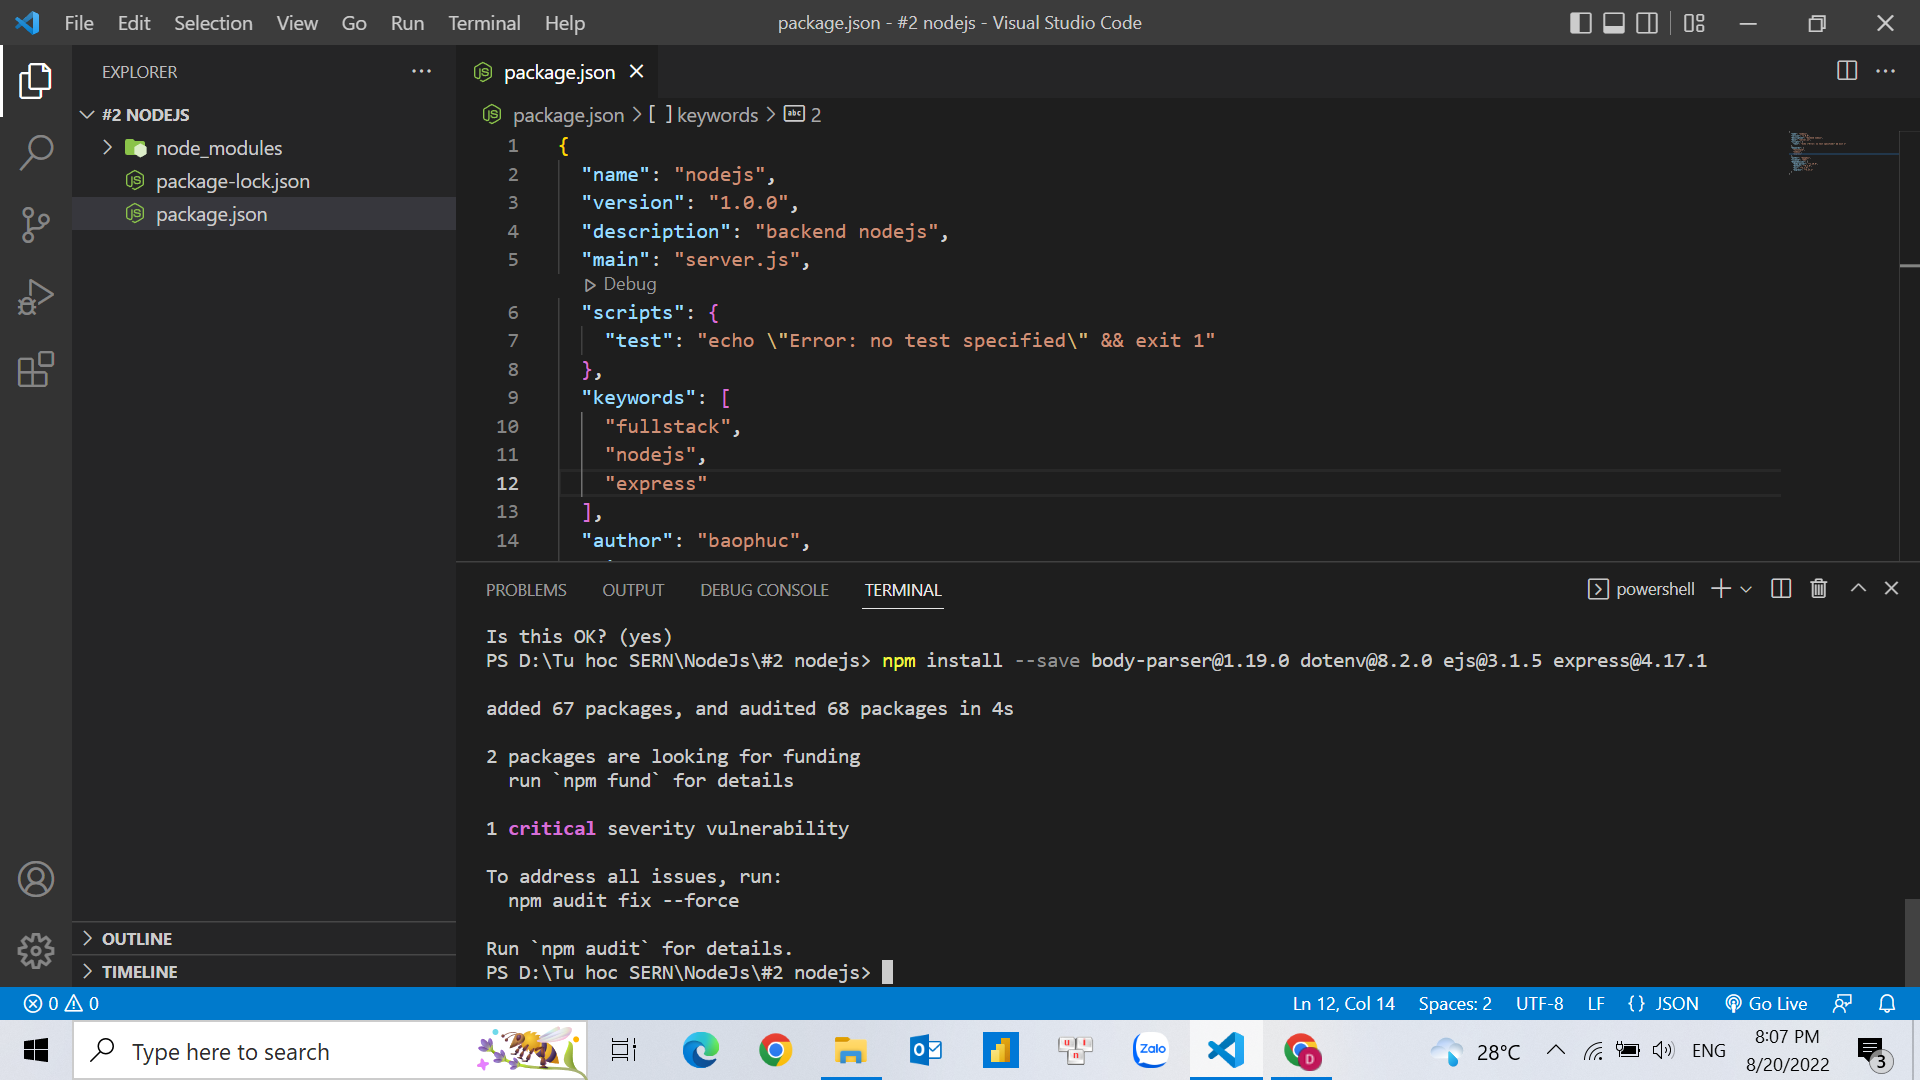 File Edit Selection View Go Run Terminal Help
package.json - #2 nodejs - Visual Studio Code
EXPLORER
#2 NODEJS
node_modules
package-lock.json
package.json
OUTLINE
TIMELINE
package.json
package.json > [ ] keywords > abc 2
1 {
2 "name": "nodejs",
3 "version": "1.0.0",
4 "description": "backend nodejs",
5 "main": "server.js",
Debug
6 "scripts": {
7 "test": "echo \"Error: no test specified\" && exit 1"
8 },
9 "keywords": [
10 "fullstack",
11 "nodejs",
12 "express"
13 ],
14 "author": "baophuc",
PROBLEMS OUTPUT DEBUG CONSOLE TERMINAL
powershell
Is this OK? (yes)
PS D:\Tu hoc SERN\NodeJs\#2 nodejs> npm install --save body-parser@1.19.0 dotenv@8.2.0 ejs@3.1.5 express@4.17.1
added 67 packages, and audited 68 packages in 4s
2 packages are looking for funding
run `npm fund` for details
1 critical severity vulnerability
To address all issues, run:
npm audit fix --force
Run `npm audit` for details.
PS D:\Tu hoc SERN\NodeJs\#2 nodejs>
0 0
Ln 12, Col 14 Spaces: 2 UTF-8 LF {} JSON Go Live
Type here to search
Zalo
D
28°C
ENG
8:07 PM
8/20/2022
3